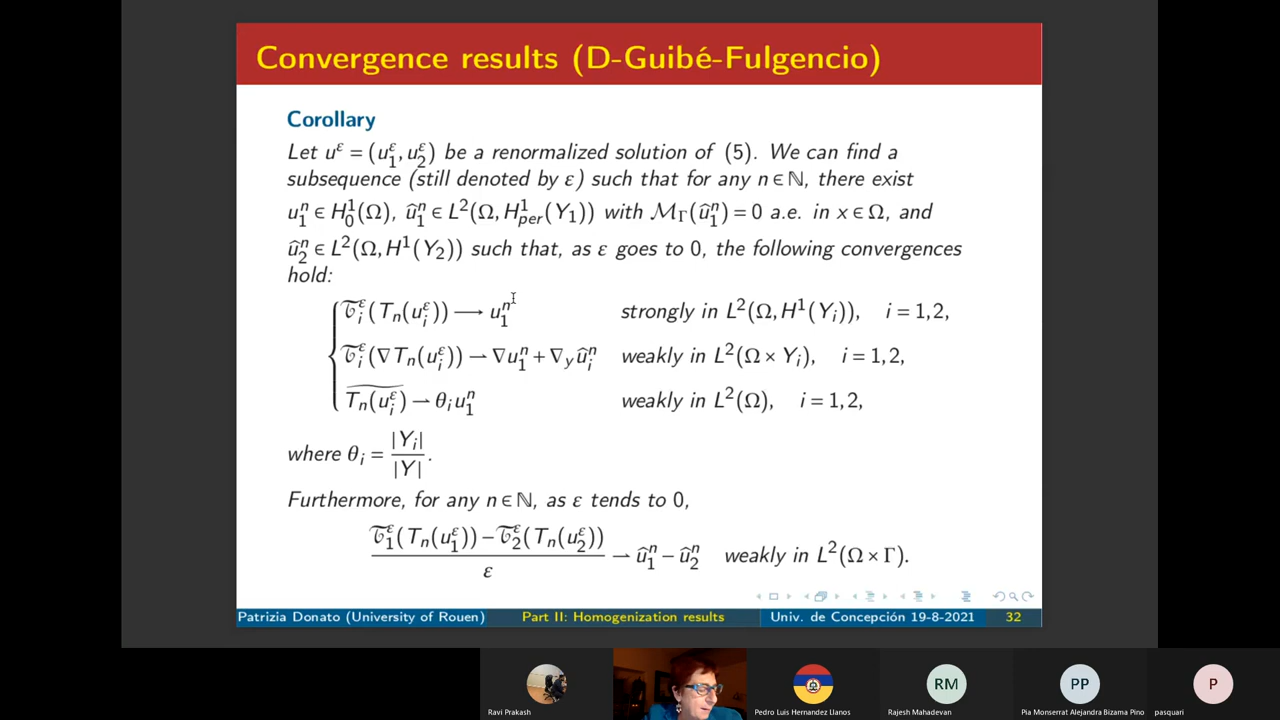 Convergence results (D-Guibé-Fulgencio)
Corollary
Let u^ε = (u_1^ε, u_2^ε) be a renormalized solution of (5). We can find a
subsequence (still denoted by ε) such that for any n ∈ ℕ, there exist
u_1^n ∈ H_0^1(Ω), û_1^n ∈ L^2(Ω, H_per^1(Y_1)) with ℳ_Γ(û_1^n) = 0 a.e. in x ∈ Ω, and
û_2^n ∈ L^2(Ω, H^1(Y_2)) such that, as ε goes to 0, the following convergences
hold:
𝒯_i^ε(T_n(u_i^ε)) ⟶ u_1^n strongly in L^2(Ω, H^1(Y_i)), i = 1,2,
𝒯_i^ε(∇T_n(u_i^ε)) ⇀ ∇u_1^n + ∇_y û_i^n weakly in L^2(Ω × Y_i), i = 1,2,
\widetilde{T_n(u_i^ε)} ⇀ θ_i u_1^n weakly in L^2(Ω), i = 1,2,
where θ_i = |Y_i| / |Y|.
Furthermore, for any n ∈ ℕ, as ε tends to 0,
(𝒯_1^ε(T_n(u_1^ε)) − 𝒯_2^ε(T_n(u_2^ε))) / ε ⇀ û_1^n − û_2^n weakly in L^2(Ω × Γ).
Patrizia Donato (University of Rouen) Part II: Homogenization results Univ. de Concepción 19-8-2021 32
RM PP P
Ravi Prakash Pedro Luis Hernandez Llanos Rajesh Mahadevan Pia Monserrat Alejandra Bizama Pino pasquari